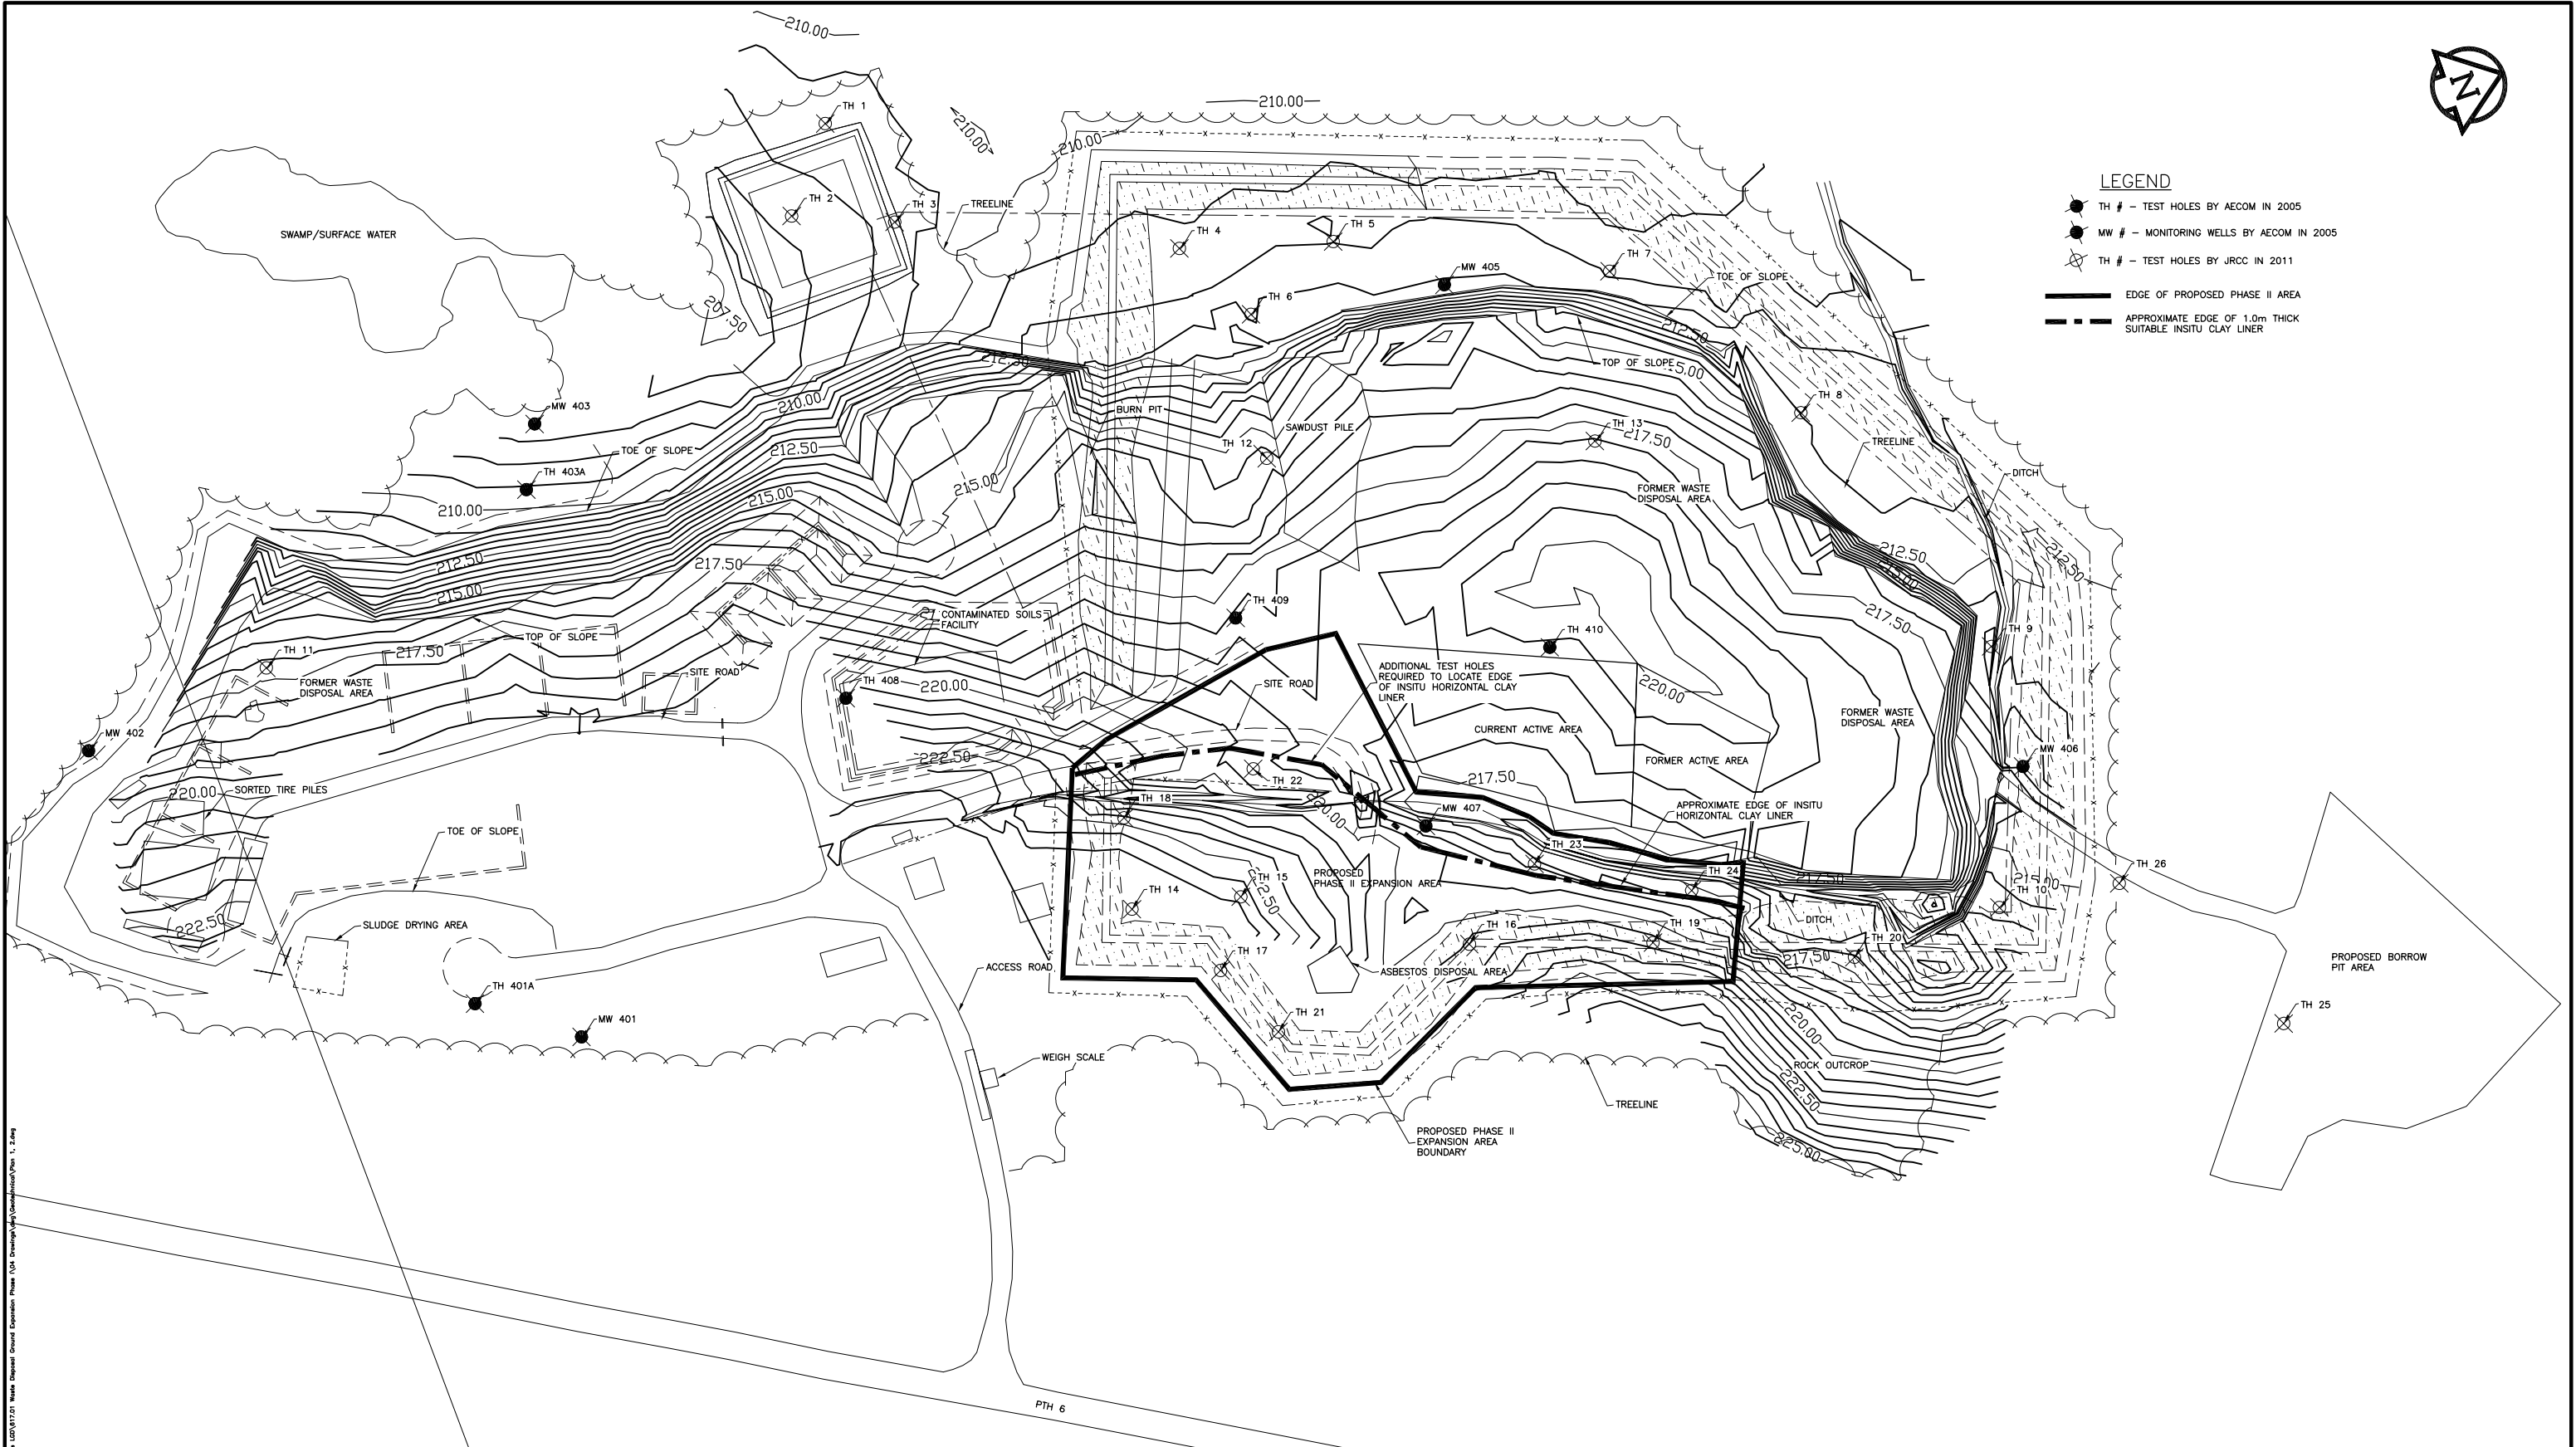 210.00
210.00
210.00
210.00
N
LEGEND
TH # - TEST HOLES BY AECOM IN 2005
MW # - MONITORING WELLS BY AECOM IN 2005
TH # - TEST HOLES BY JRCC IN 2011
EDGE OF PROPOSED PHASE II AREA
APPROXIMATE EDGE OF 1.0m THICK
SUITABLE INSITU CLAY LINER
TH 1
TH 2
TH 3
TREELINE
TH 4
TH 5
TH 7
TOE OF SLOPE
SWAMP/SURFACE WATER
207.50
TH 6
MW 405
212.50
212.50
TOP OF SLOPE
215.00
210.00
MW 403
BURN PIT
SAWDUST PILE
TH 8
TH 12
TH 13
217.50
TREELINE
TOE OF SLOPE
212.50
TH 403A
DITCH
215.00
215.00
210.00
FORMER WASTE
DISPOSAL AREA
212.50
217.50
212.50
215.00
212.50
215.00
CONTAMINATED SOILS
FACILITY
TH 409
217.50
TOP OF SLOPE
TH 410
TH 9
TH 11
217.50
SITE ROAD
FORMER WASTE
DISPOSAL AREA
TH 408
220.00
SITE ROAD
ADDITIONAL TEST HOLES
REQUIRED TO LOCATE EDGE
OF INSITU HORIZONTAL CLAY
LINER
220.00
CURRENT ACTIVE AREA
FORMER WASTE
DISPOSAL AREA
MW 402
222.50
FORMER ACTIVE AREA
MW 406
TH 22
217.50
220.00
SORTED TIRE PILES
TH 18
220.00
MW 407
APPROXIMATE EDGE OF INSITU
HORIZONTAL CLAY LINER
TOE OF SLOPE
TH 23
TH 26
PROPOSED
PHASE II EXPANSION AREA
TH 15
TH 14
222.50
TH 24
217.50
215.00
TH 10
222.50
SLUDGE DRYING AREA
TH 16
TH 19
DITCH
TH 20
217.50
TH 17
ASBESTOS DISPOSAL AREA
ACCESS ROAD
PROPOSED BORROW
PIT AREA
TH 401A
TH 25
MW 401
TH 21
220.00
WEIGH SCALE
ROCK OUTCROP
222.50
TREELINE
PROPOSED PHASE II
EXPANSION AREA
BOUNDARY
225.00
PTH 6